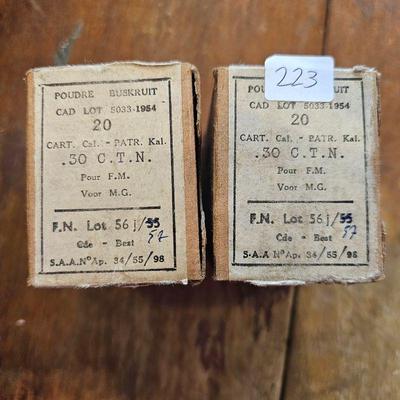 POUDRE BUSKRUIT
CAD LOT 5033-1954
20
CART. Cal. - PATR. Kal.
.30 C.T.N.
Pour F.M.
Voor M.G.
F.N. Lot 56 j/55
57
Cde - Best
S.A.A. Nº Ap. 34/55/98
223
POUDRE BUSKRUIT
CAD LOT 5033-1954
20
CART. Cal. - PATR. Kal.
.30 C.T.N.
Pour F.M.
Voor M.G.
F.N. Lot 56 j/55
57
Cde - Best
S.A.A Nº Ap. 34/55/98